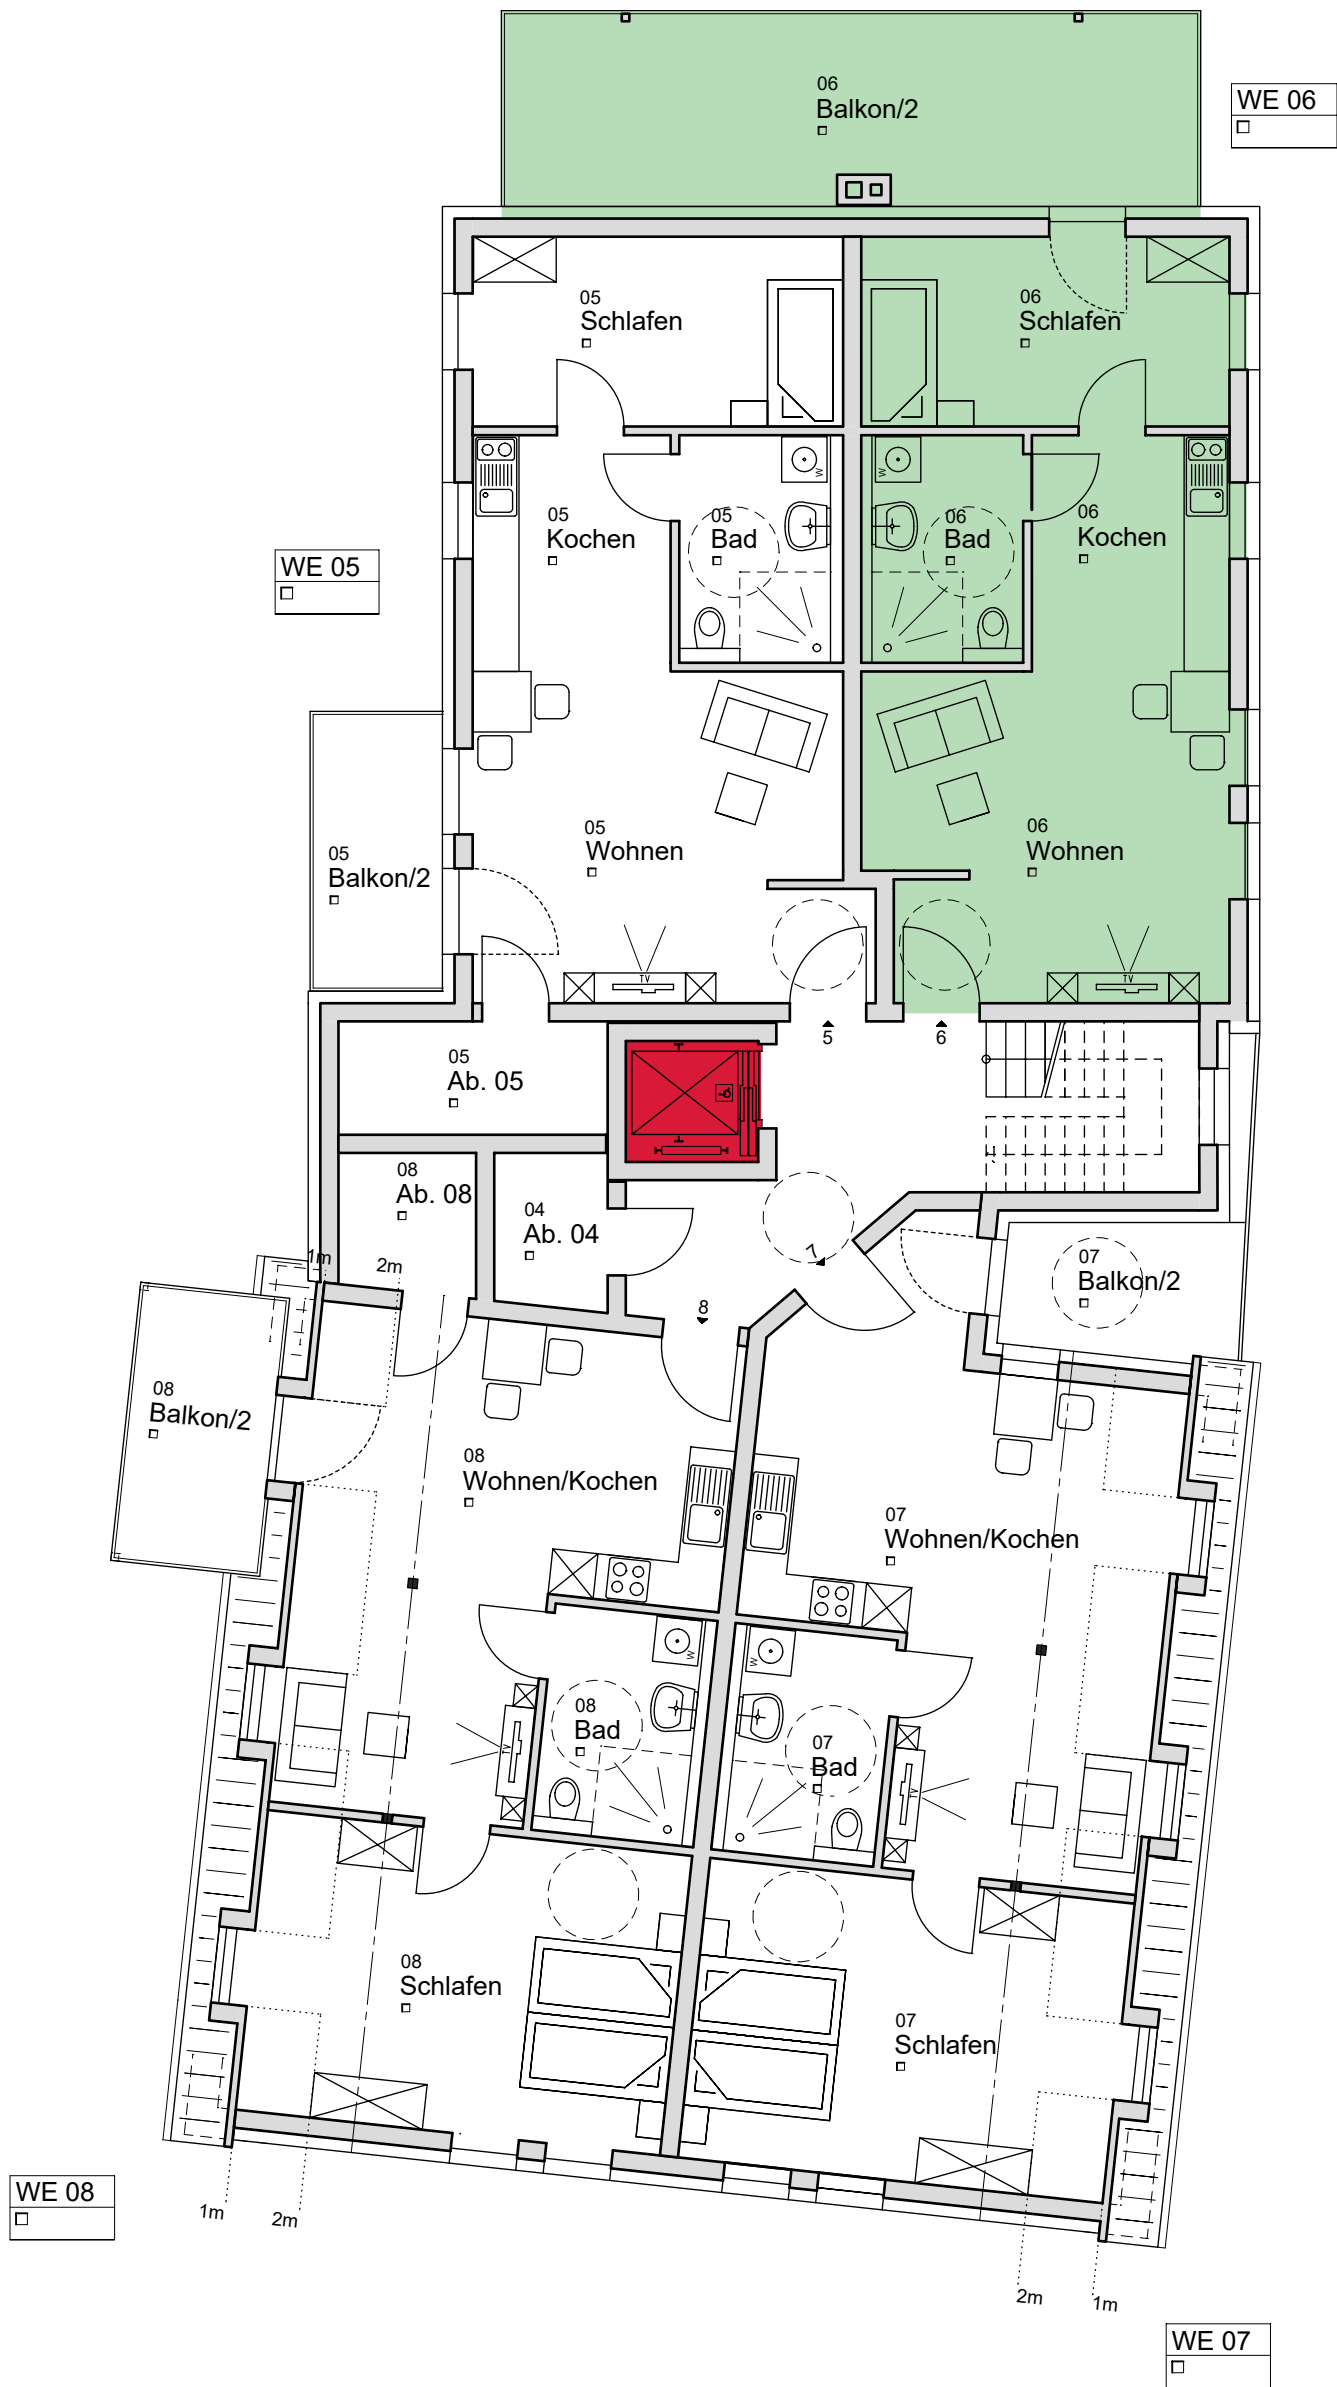 06
Balkon/2
WE 06
05
Schlafen
06
Schlafen
W
W
05
Kochen
05
Bad
06
Bad
06
Kochen
WE 05
05
Wohnen
06
Wohnen
05
Balkon/2
TV
TV
5
6
05
Ab. 05
08
Ab. 08
04
Ab. 04
7
07
Balkon/2
1m
2m
8
08
Balkon/2
08
Wohnen/Kochen
07
Wohnen/Kochen
W
W
08
Bad
07
Bad
TV
TV
08
Schlafen
07
Schlafen
WE 08
1m
2m
2m
1m
WE 07